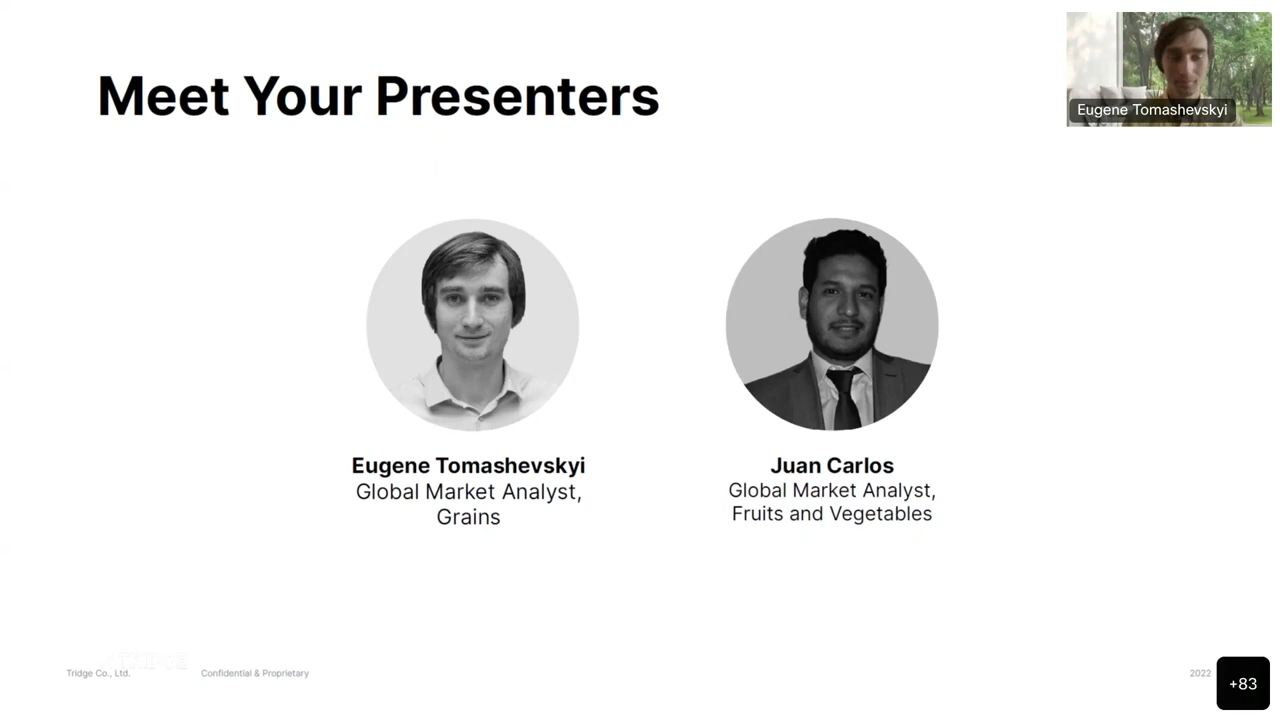 Meet Your Presenters
Eugene Tomashevskyi
Eugene Tomashevskyi
Global Market Analyst,
Grains
Juan Carlos
Global Market Analyst,
Fruits and Vegetables
TRIDGE
Tridge Co., Ltd.
Confidential & Proprietary
2022
+83